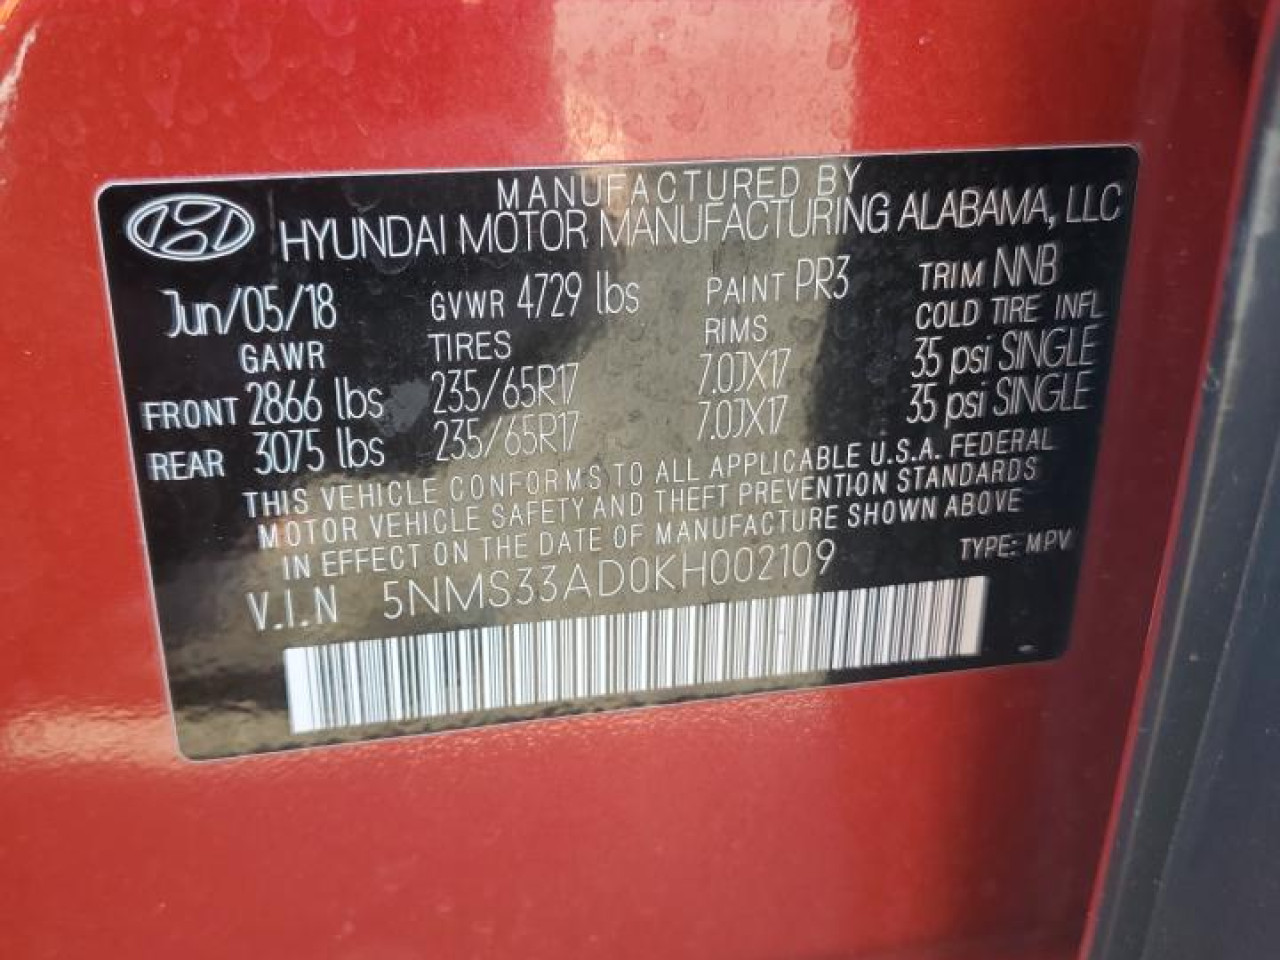 MANUFACTURED BY
HYUNDAI MOTOR MANUFACTURING ALABAMA, LLC
Jun/05/18 GVWR 4729 lbs PAINT PR3 TRIM NNB
GAWR TIRES RIMS COLD TIRE INFL.
FRONT 2866 lbs 235/65R17 7.0JX17 35 psi SINGLE
REAR 3075 lbs 235/65R17 7.0JX17 35 psi SINGLE
THIS VEHICLE CONFORMS TO ALL APPLICABLE U.S.A. FEDERAL
MOTOR VEHICLE SAFETY AND THEFT PREVENTION STANDARDS
IN EFFECT ON THE DATE OF MANUFACTURE SHOWN ABOVE
V.I.N 5NMS33AD0KH002109 TYPE: MPV